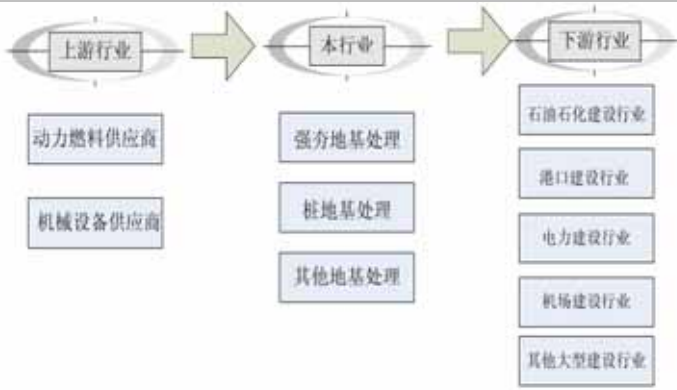 上游行业
本行业
下游行业
动力燃料供应商
机械设备供应商
强夯地基处理
桩地基处理
其他地基处理
石油石化建设行业
港口建设行业
电力建设行业
机场建设行业
其他大型建设行业